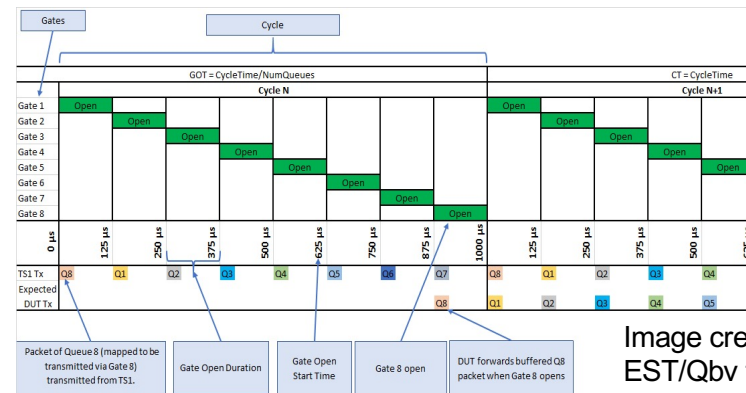 Gates
Cycle
GOT = CycleTime/NumQueues CT = CycleTime
Cycle N Cycle N+1
Gate 1 Open Open
Gate 2 Open Open
Gate 3 Open Open
Gate 4 Open Open
Gate 5 Open Open
Gate 6 Open
Gate 7 Open
Gate 8 Open
0 µs 125 µs 250 µs 375 µs 500 µs 625 µs 750 µs 875 µs 1000 µs 125 µs 250 µs 375 µs 500 µs
TS1 Tx Q8 Q1 Q2 Q3 Q4 Q5 Q6 Q7 Q8 Q1 Q2 Q3 Q4
Expected
DUT Tx Q8 Q1 Q2 Q3 Q4 Q5
Packet of Queue 8 (mapped to be
transmitted via Gate 8)
transmitted from TS1.
Gate Open Duration
Gate Open
Start Time
Gate 8 open
DUT forwards buffered Q8
packet when Gate 8 opens
Image cre
EST/Qbv